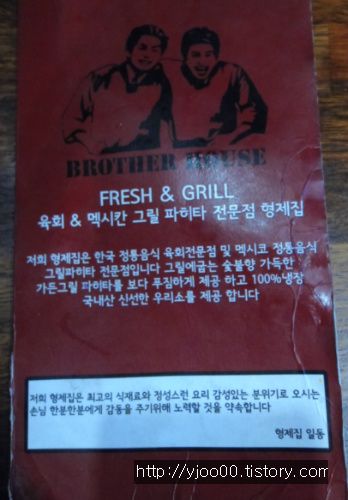 BROTHER HOUSE
FRESH & GRILL
육회 & 멕시칸 그릴 파히타 전문점 형제집
저희 형제집은 한국 정통음식 육회전문점 및 멕시코 정통음식
그릴파히타 전문점입니다 그릴에굽는 숯불향 가득한
가든그릴 파히타를 보다 푸짐하게 제공 하고 100%냉장
국내산 신선한 우리소를 제공 합니다
저희 형제집은 최고의 식재료와 정성스런 요리 감성있는 분위기로 오시는
손님 한분한분에게 감동을 주기위해 노력할 것을 약속합니다
형제집 일동
http://yjoo00.tistory.com